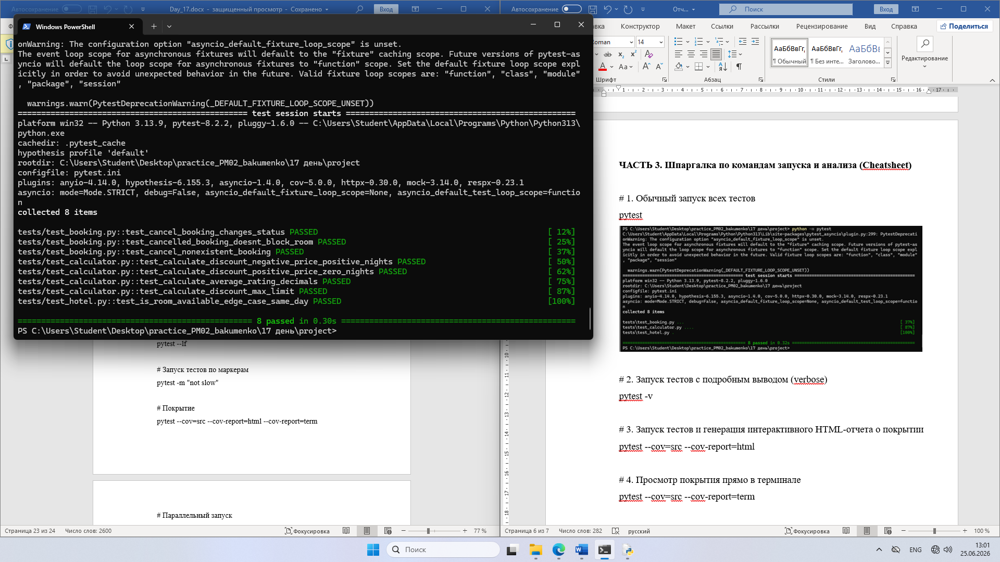 Автосохранение
Day_17.docx - защищенный просмотр - Сохранено
Вход
Автосохранение
Отч...
Поиск
Вход
Windows PowerShell
вка
Конструктор
Макет
Ссылки
Рассылки
Рецензирование
Вид
Справка
Поделиться
oman
14
АаБбВвГг,
АаБбВвГг,
АаБбВв
¶ Обычный
¶ Без инте...
Заголово...
Редактирование
Шрифт
Абзац
Стили
onWarning: The configuration option "asyncio_default_fixture_loop_scope" is unset.
The event loop scope for asynchronous fixtures will default to the "fixture" caching scope. Future versions of pytest-as
yncio will default the loop scope for asynchronous fixtures to "function" scope. Set the default fixture loop scope expl
icitly in order to avoid unexpected behavior in the future. Valid fixture loop scopes are: "function", "class", "module"
, "package", "session"
warnings.warn(PytestDeprecationWarning(_DEFAULT_FIXTURE_LOOP_SCOPE_UNSET))
================================================= test session starts =================================================
platform win32 -- Python 3.13.9, pytest-8.2.2, pluggy-1.6.0 -- C:\Users\Student\AppData\Local\Programs\Python\Python313\
python.exe
cachedir: .pytest_cache
hypothesis profile 'default'
rootdir: C:\Users\Student\Desktop\practice_PM02_bakumenko\17 день\project
configfile: pytest.ini
plugins: anyio-4.14.0, hypothesis-6.155.3, asyncio-1.4.0, cov-5.0.0, httpx-0.30.0, mock-3.14.0, respx-0.23.1
asyncio: mode=Mode.STRICT, debug=False, asyncio_default_fixture_loop_scope=None, asyncio_default_test_loop_scope=functio
n
collected 8 items
tests/test_booking.py::test_cancel_booking_changes_status PASSED [ 12%]
tests/test_booking.py::test_cancelled_booking_doesnt_block_room PASSED [ 25%]
tests/test_booking.py::test_cancel_nonexistent_booking PASSED [ 37%]
tests/test_calculator.py::test_calculate_discount_negative_price_positive_nights PASSED [ 50%]
tests/test_calculator.py::test_calculate_discount_positive_price_zero_nights PASSED [ 62%]
tests/test_calculator.py::test_calculate_average_rating_decimals PASSED [ 75%]
tests/test_calculator.py::test_calculate_discount_max_limit PASSED [ 87%]
tests/test_hotel.py::test_is_room_available_edge_case_same_day PASSED [100%]
================================================== 8 passed in 0.30s ==================================================
PS C:\Users\Student\Desktop\practice_PM02_bakumenko\17 день\project>
pytest --lf
# Запуск тестов по маркерам
pytest -m "not slow"
# Покрытие
pytest --cov=src --cov-report=html --cov-report=term
# Параллельный запуск
ЧАСТЬ 3. Шпаргалка по командам запуска и анализа (Cheatsheet)
# 1. Обычный запуск всех тестов
pytest
PS C:\Users\Student\Desktop\practice_PM02_bakumenko\17 день\project> python -m pytest
C:\Users\Student\AppData\Local\Programs\Python\Python313\Lib\site-packages\pytest_asyncio\plugin.py:299: PytestDeprecati
onWarning: The configuration option "asyncio_default_fixture_loop_scope" is unset.
The event loop scope for asynchronous fixtures will default to the "fixture" caching scope. Future versions of pytest-as
yncio will default the loop scope for asynchronous fixtures to "function" scope. Set the default fixture loop scope expl
icitly in order to avoid unexpected behavior in the future. Valid fixture loop scopes are: "function", "class", "module"
, "package", "session"
warnings.warn(PytestDeprecationWarning(_DEFAULT_FIXTURE_LOOP_SCOPE_UNSET))
================================================= test session starts =================================================
platform win32 -- Python 3.13.9, pytest-8.2.2, pluggy-1.6.0
rootdir: C:\Users\Student\Desktop\practice_PM02_bakumenko\17 день\project
configfile: pytest.ini
plugins: anyio-4.14.0, hypothesis-6.155.3, asyncio-1.4.0, cov-5.0.0, httpx-0.30.0, mock-3.14.0, respx-0.23.1
asyncio: mode=Mode.STRICT, debug=False, asyncio_default_fixture_loop_scope=None, asyncio_default_test_loop_scope=functio
n
collected 8 items
tests\test_booking.py ... [ 37%]
tests\test_calculator.py .... [ 87%]
tests\test_hotel.py . [100%]
================================================== 8 passed in 0.32s ==================================================
PS C:\Users\Student\Desktop\practice_PM02_bakumenko\17 день\project>
# 2. Запуск тестов с подробным выводом (verbose)
pytest -v
# 3. Запуск тестов и генерация интерактивного HTML-отчета о покрытии
pytest --cov=src --cov-report=html
# 4. Просмотр покрытия прямо в терминале
pytest --cov=src --cov-report=term
Страница 23 из 24
Число слов: 2600
Фокусировка
77 %
Страница 6 из 7
Число слов: 282
русский
Фокусировка
100 %
Поиск
ENG
13:01
25.06.2026